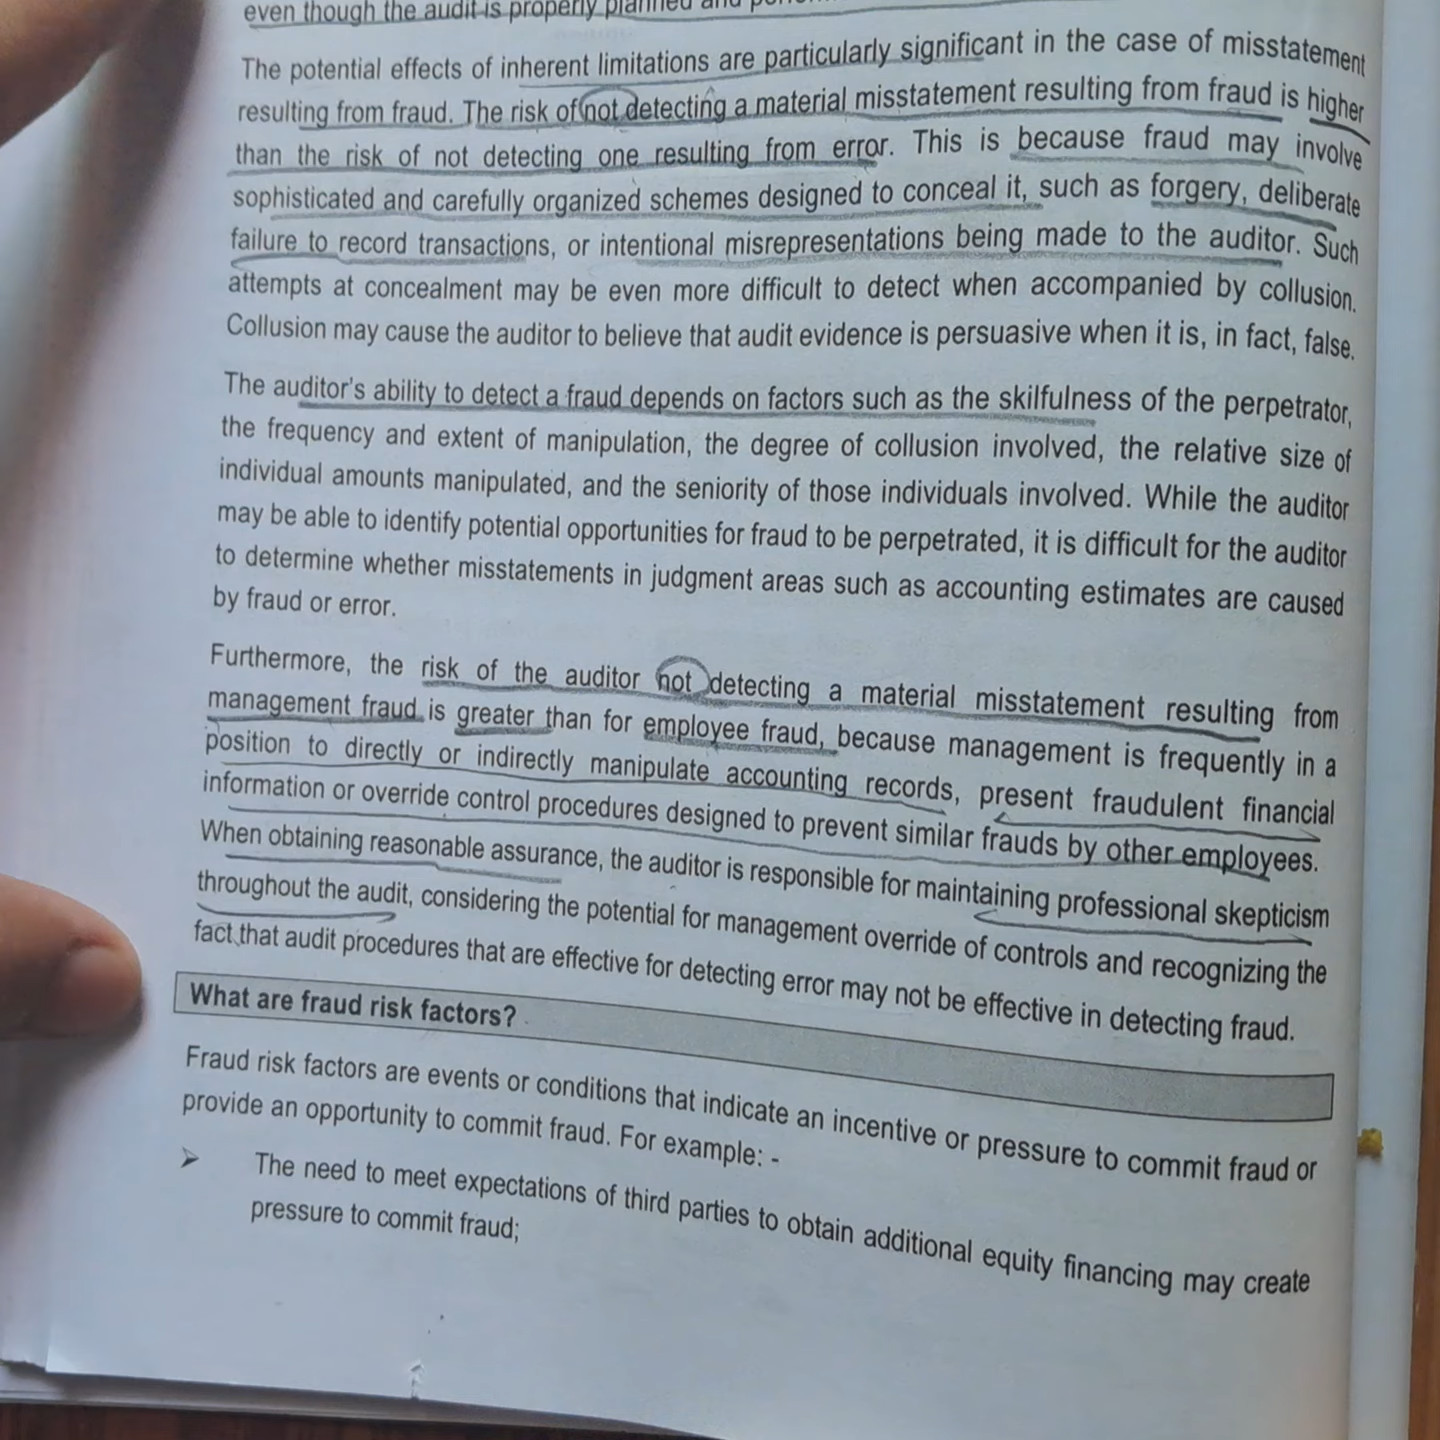 even though the audit is properly planned and
The potential effects of inherent limitations are particularly significant in the case of misstatement
resulting from fraud. The risk of not detecting a material misstatement resulting from fraud is higher
than the risk of not detecting one resulting from error. This is because fraud may involve
sophisticated and carefully organized schemes designed to conceal it, such as forgery, deliberate
failure to record transactions, or intentional misrepresentations being made to the auditor. Such
attempts at concealment may be even more difficult to detect when accompanied by collusion.
Collusion may cause the auditor to believe that audit evidence is persuasive when it is, in fact, false.
The auditor's ability to detect a fraud depends on factors such as the skilfulness of the perpetrator,
the frequency and extent of manipulation, the degree of collusion involved, the relative size of
individual amounts manipulated, and the seniority of those individuals involved. While the auditor
may be able to identify potential opportunities for fraud to be perpetrated, it is difficult for the auditor
to determine whether misstatements in judgment areas such as accounting estimates are caused
by fraud or error.
Furthermore, the risk of the auditor not detecting a material misstatement resulting from
management fraud is greater than for employee fraud, because management is frequently in a
position to directly or indirectly manipulate accounting records, present fraudulent financial
information or override control procedures designed to prevent similar frauds by other employees.
When obtaining reasonable assurance, the auditor is responsible for maintaining professional skepticism
throughout the audit, considering the potential for management override of controls and recognizing the
fact that audit procedures that are effective for detecting error may not be effective in detecting fraud.
What are fraud risk factors?
Fraud risk factors are events or conditions that indicate an incentive or pressure to commit fraud or
provide an opportunity to commit fraud. For example: -
➢ The need to meet expectations of third parties to obtain additional equity financing may create
pressure to commit fraud;